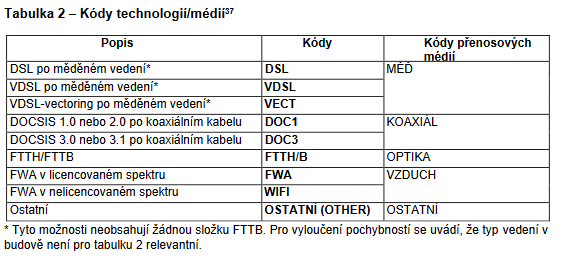 Tabulka 2 – Kódy technologií/médií37
Popis Kódy Kódy přenosových
médií
DSL po měděném vedení* DSL MĚĎ
VDSL po měděném vedení* VDSL
VDSL-vectoring po měděném vedení* VECT
DOCSIS 1.0 nebo 2.0 po koaxiálním kabelu DOC1 KOAXIÁL
DOCSIS 3.0 nebo 3.1 po koaxiálním kabelu DOC3
FTTH/FTTB FTTH/B OPTIKA
FWA v licencovaném spektru FWA VZDUCH
FWA v nelicencovaném spektru WIFI
Ostatní OSTATNÍ (OTHER) OSTATNÍ
* Tyto možnosti neobsahují žádnou složku FTTB. Pro vyloučení pochybností se uvádí, že typ vedení v
budově není pro tabulku 2 relevantní.